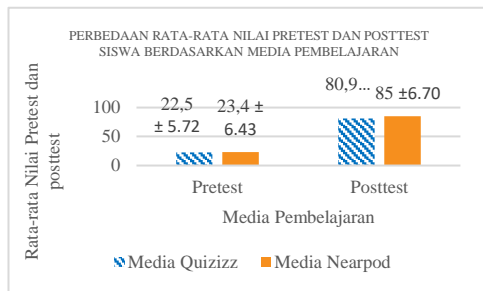 PERBEDAAN RATA-RATA NILAI PRETEST DAN POSTTEST
SISWA BERDASARKAN MEDIA PEMBELAJARAN
Rata-rata Nilai Pretest dan
posttest
100
50
0
22,5
± 5.72
23,4 ±
6.43
80,9...
85 ±6.70
Pretest
Posttest
Media Pembelajaran
Media Quizizz
Media Nearpod